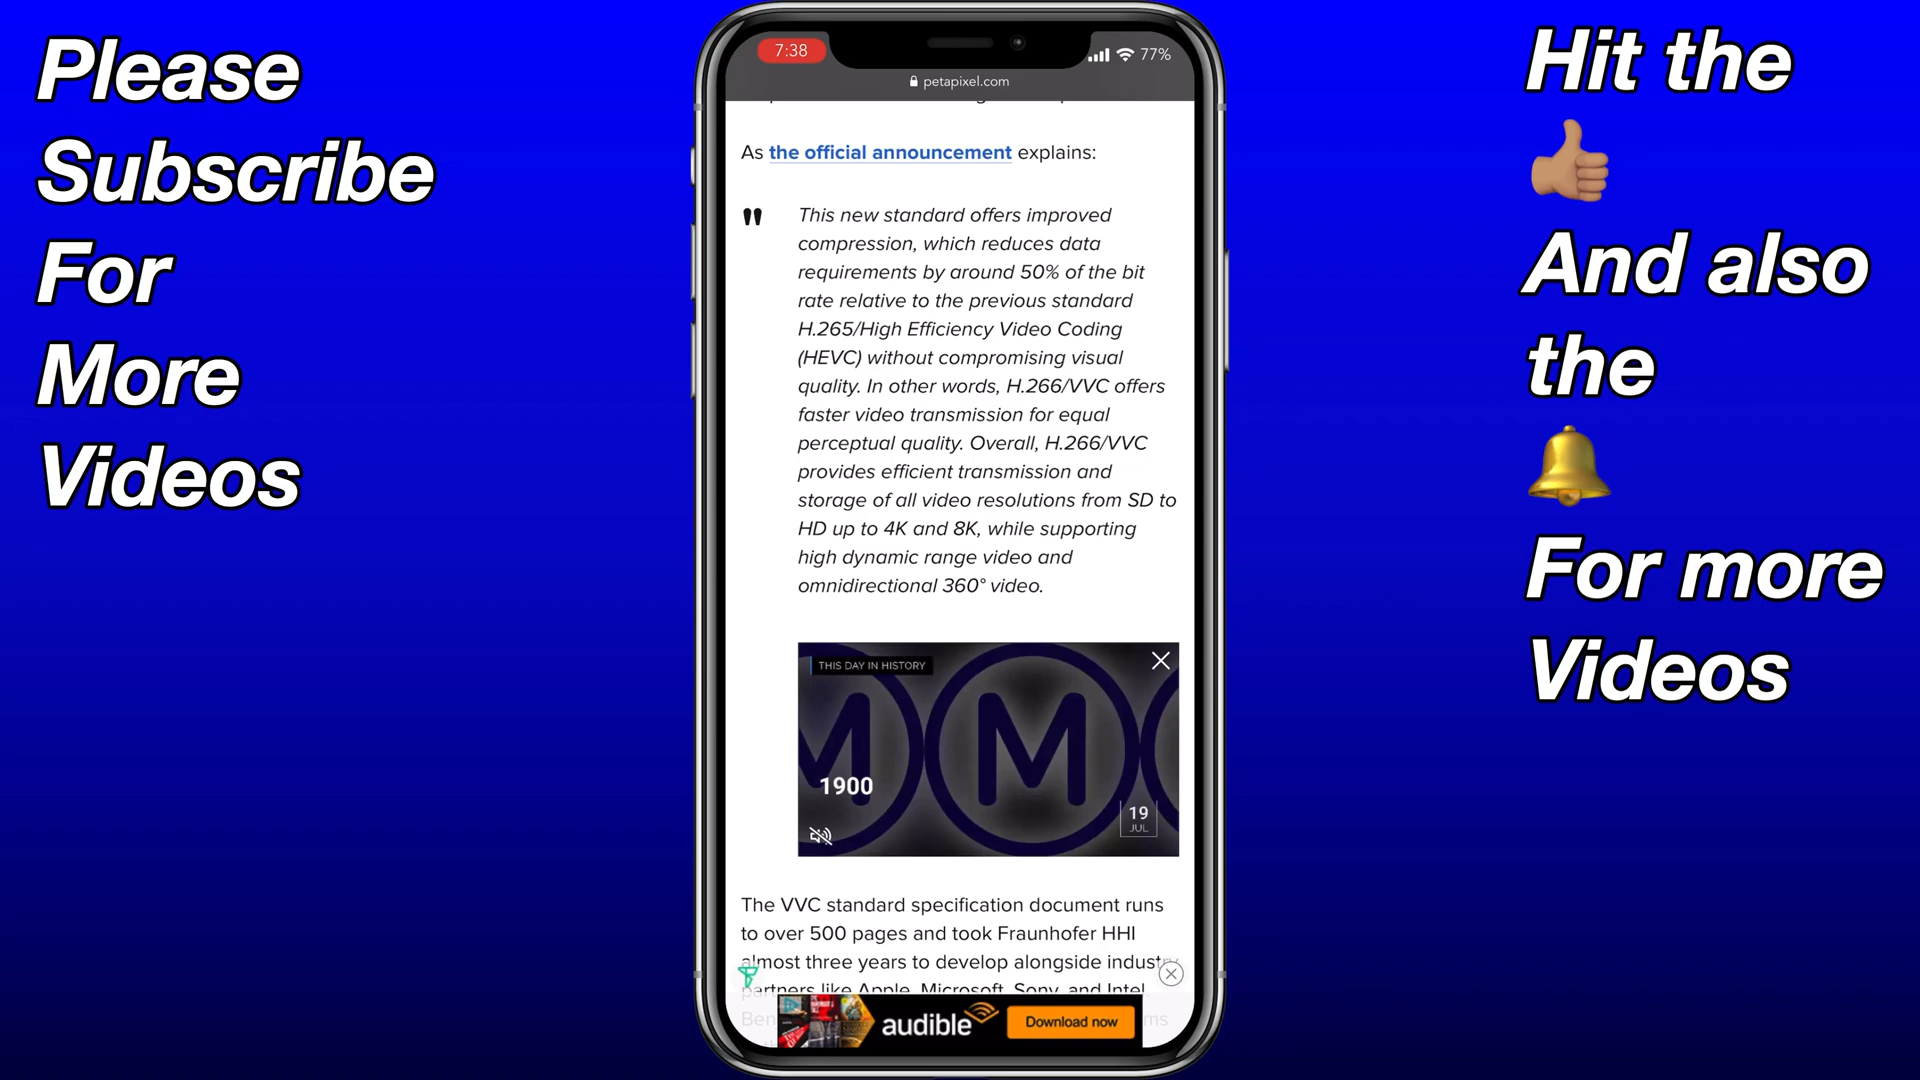 Please
Subscribe
For
More
Videos
7:38
77%
petapixel.com
As the official announcement explains:
"
This new standard offers improved
compression, which reduces data
requirements by around 50% of the bit
rate relative to the previous standard
H.265/High Efficiency Video Coding
(HEVC) without compromising visual
quality. In other words, H.266/VVC offers
faster video transmission for equal
perceptual quality. Overall, H.266/VVC
provides efficient transmission and
storage of all video resolutions from SD to
HD up to 4K and 8K, while supporting
high dynamic range video and
omnidirectional 360° video.
THIS DAY IN HISTORY
M M
1900
19
JUL
The VVC standard specification document runs
to over 500 pages and took Fraunhofer HHI
almost three years to develop alongside industry
partners like Apple, Microsoft, Sony, and Intel
audible
Download now
Hit the
And also
the
For more
Videos